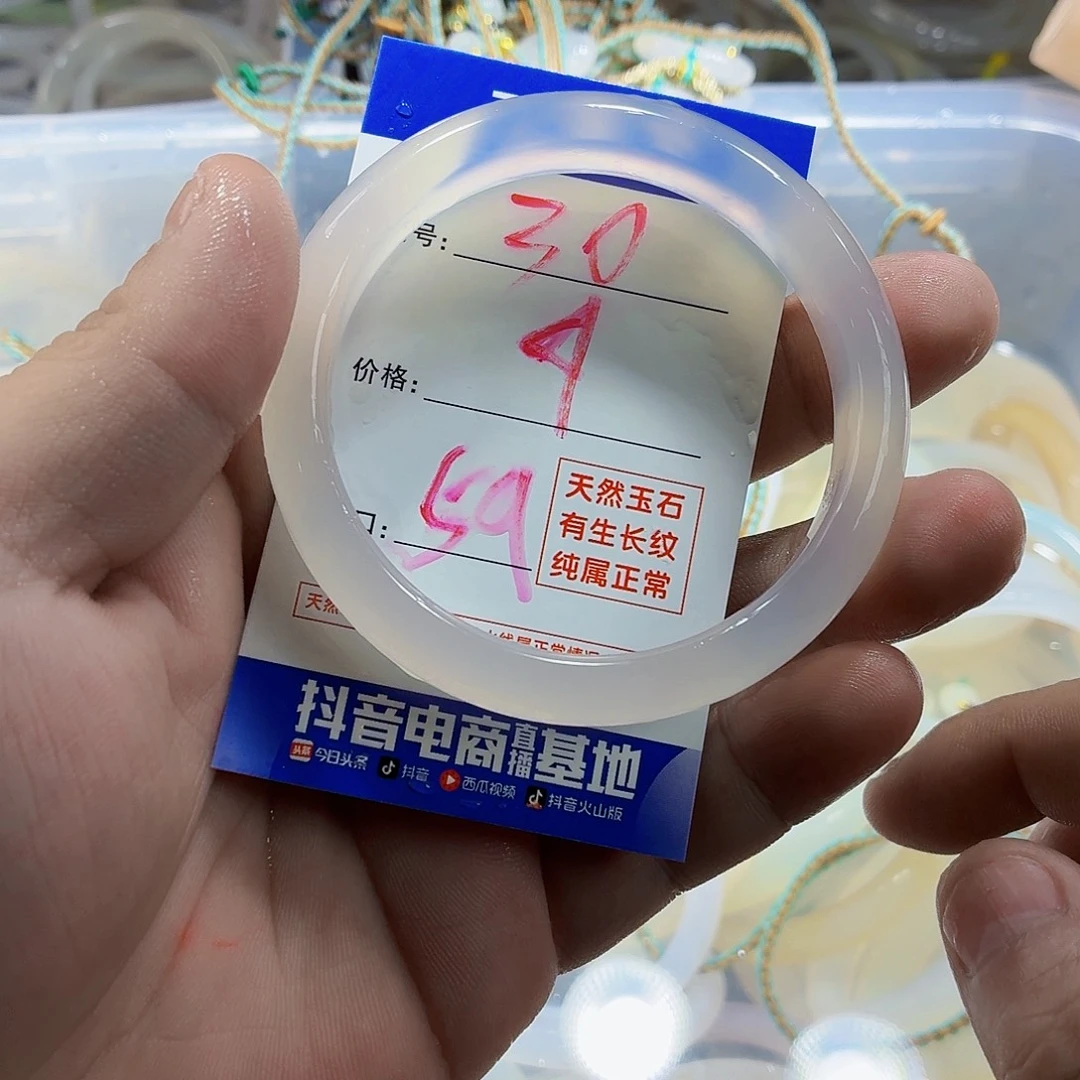 号: 30
价格: 4
口: 59
天然玉石
有生长纹
纯属正常
天然
抖音电商直播基地
今日头条 抖音 西瓜视频 抖音火山版